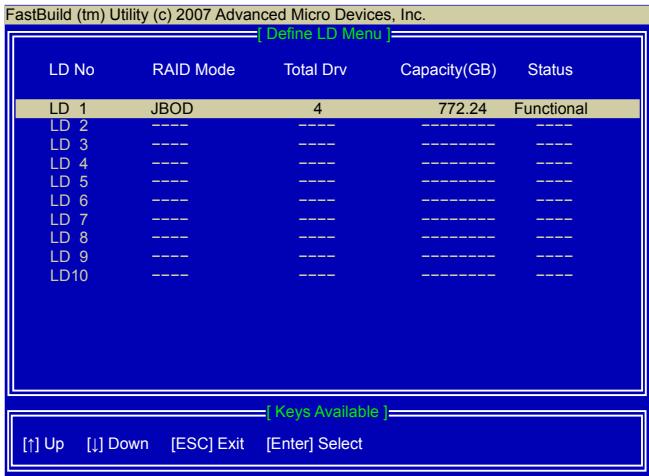 FastBuild (tm) Utility (c) 2007 Advanced Micro Devices, Inc.
[ Define LD Menu ]
LD No RAID Mode Total Drv Capacity(GB) Status
LD 1 JBOD 4 772.24 Functional
LD 2 ---- ---- -------- ----
LD 3 ---- ---- -------- ----
LD 4 ---- ---- -------- ----
LD 5 ---- ---- -------- ----
LD 6 ---- ---- -------- ----
LD 7 ---- ---- -------- ----
LD 8 ---- ---- -------- ----
LD 9 ---- ---- -------- ----
LD10 ---- ---- -------- ----
[ Keys Available ]
[↑] Up [↓] Down [ESC] Exit [Enter] Select